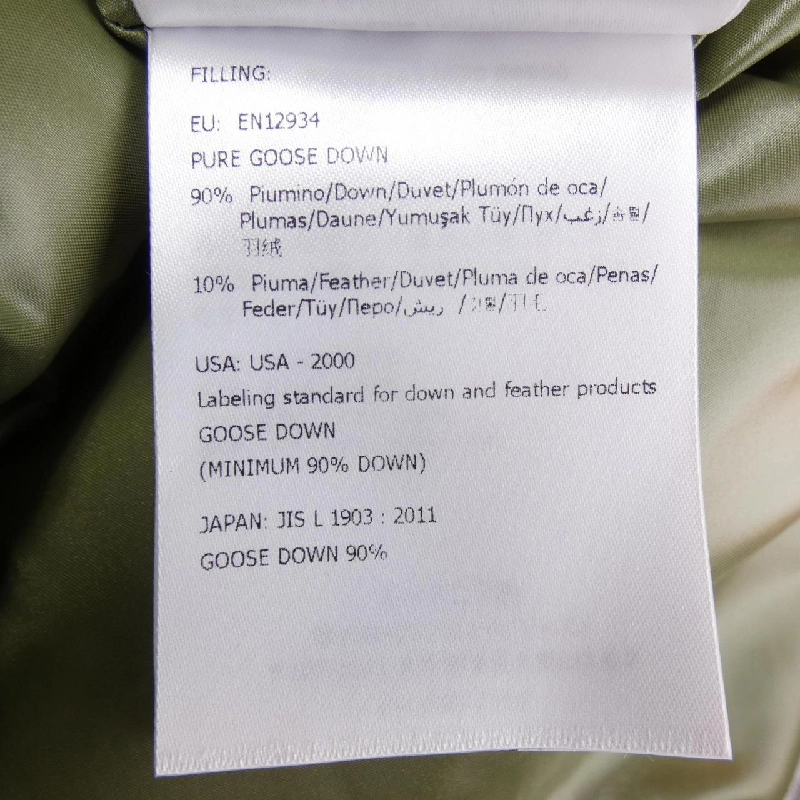 FILLING:
EU: EN12934
PURE GOOSE DOWN
90% Piumino/Down/Duvet/Plumón de oca/
Plumas/Daune/Yumuşak Tüy/Пух/زغب/솜털/
羽绒
10% Piuma/Feather/Duvet/Pluma de oca/Penas/
Feder/Tüy/Перо/ريش /
USA: USA - 2000
Labeling standard for down and feather products
GOOSE DOWN
(MINIMUM 90% DOWN)
JAPAN: JIS L 1903 : 2011
GOOSE DOWN 90%